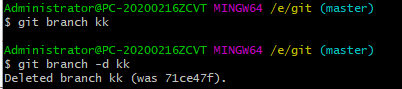 Administrator@PC-20200216ZCVT MINGW64 /e/git (master)
$ git branch kk
Administrator@PC-20200216ZCVT MINGW64 /e/git (master)
$ git branch -d kk
Deleted branch kk (was 71ce47f).